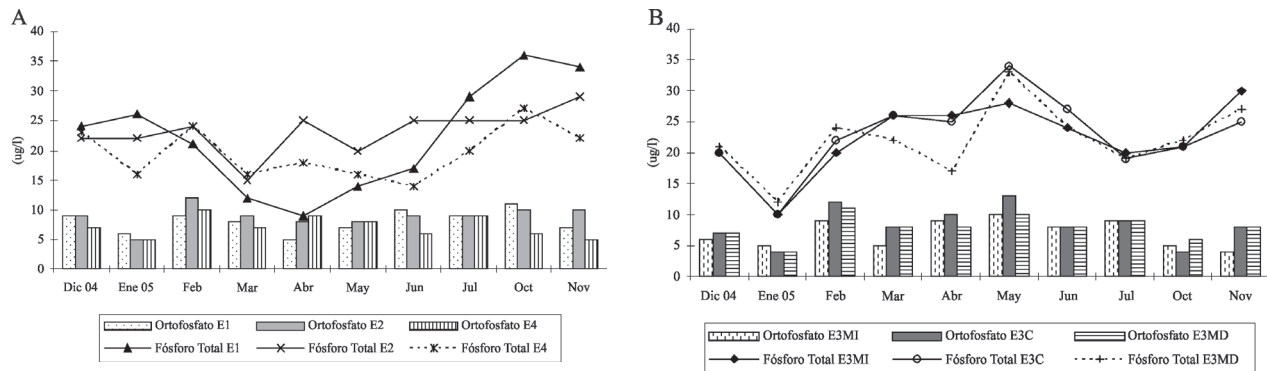 A
40
35
30
25
20
15
10
5
0
(ug/l)
Dic 04 Ene 05 Feb Mar Abr May Jun Jul Oct Nov
Ortofosfato E1 Ortofosfato E2 Ortofosfato E4
Fósforo Total E1 Fósforo Total E2 Fósforo Total E4
B
40
35
30
25
20
15
10
5
0
(ug/l)
Dic 04 Ene 05 Feb Mar Abr May Jun Jul Oct Nov
Ortofosfato E3MI Ortofosfato E3C Ortofosfato E3MD
Fósforo Total E3MI Fósforo Total E3C Fósforo Total E3MD